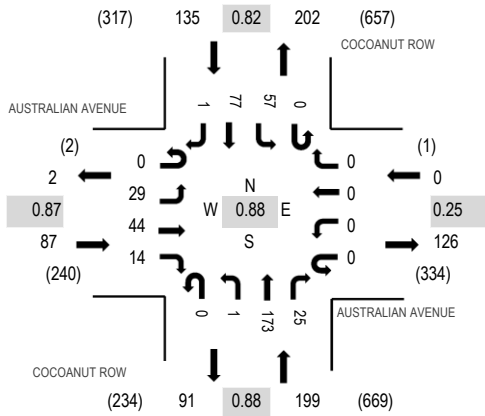 (317) 135 0.82 202 (657)
COCOANUT ROW
AUSTRALIAN AVENUE
1 77 57 0
(2) (1)
2 0 0 0
29 N 0
0.87 W 0.88 E 0.25
44 0
87 S 126
14 0
(240) (334)
0 1 173 25
AUSTRALIAN AVENUE
COCOANUT ROW
(234) 91 0.88 199 (669)